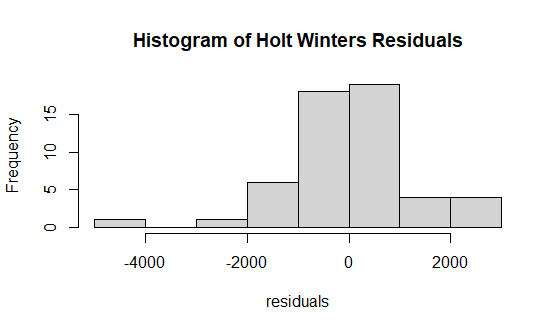 Histogram of Holt Winters Residuals
Frequency
15
10
5
0
-4000 -2000 0 2000
residuals